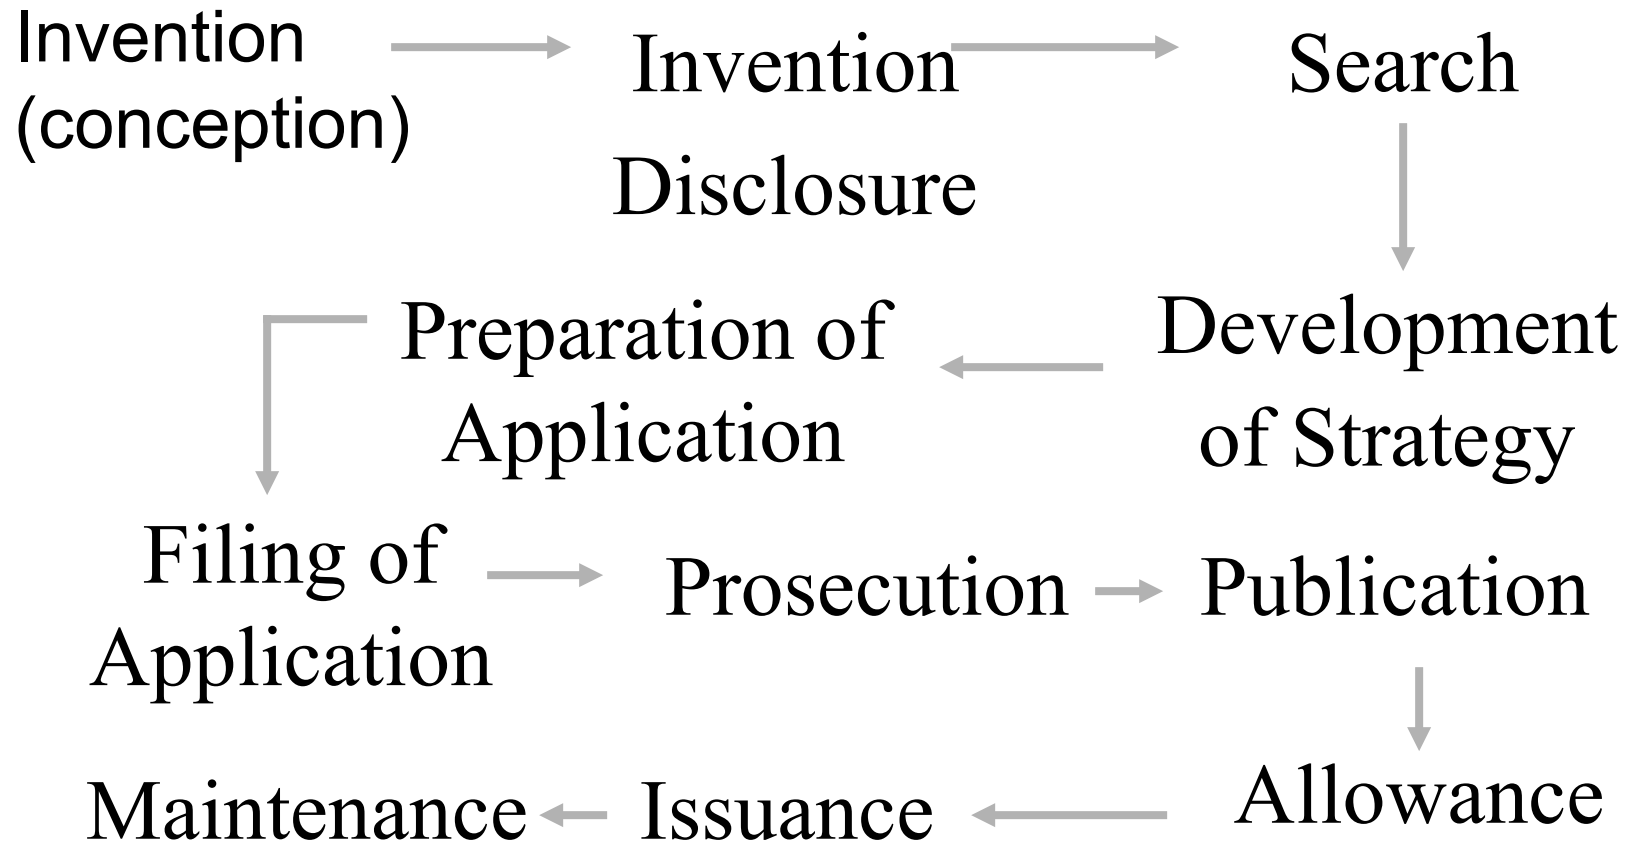 Invention
(conception)
Invention
Disclosure
Search
Development
of Strategy
Preparation of
Application
Filing of
Application
Prosecution
Publication
Allowance
Issuance
Maintenance